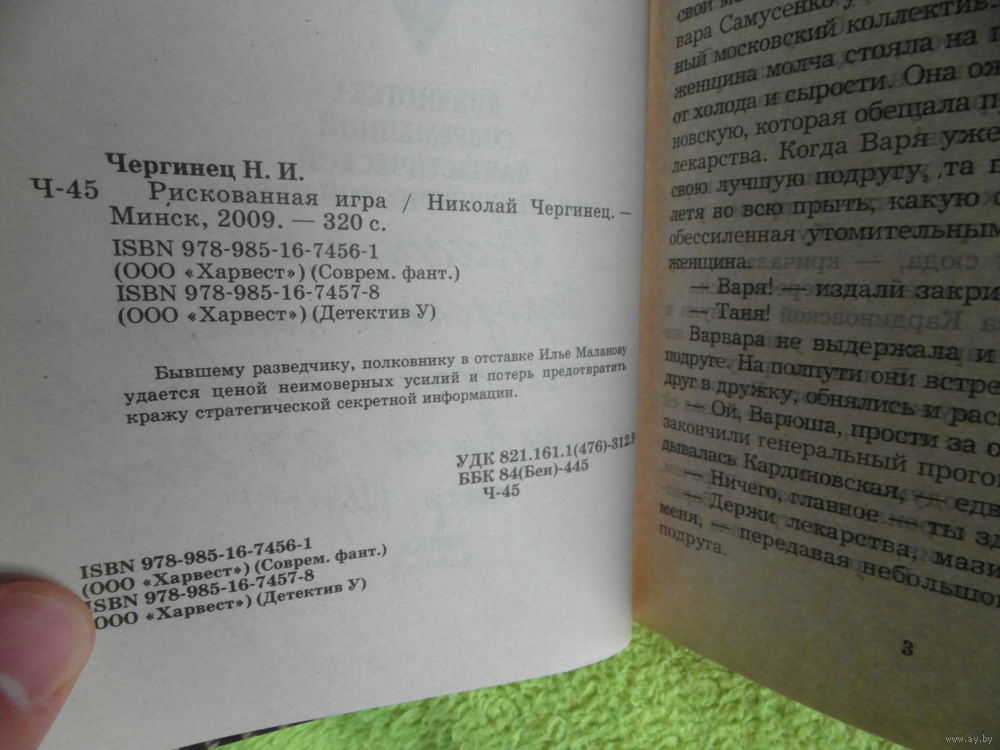 Чергинец Н. И.
Ч-45 Рискованная игра / Николай Чергинец. —
Минск, 2009. — 320 с.
ISBN 978-985-16-7456-1
(ООО «Харвест») (Соврем. фант.)
ISBN 978-985-16-7457-8
(ООО «Харвест») (Детектив У)
Бывшему разведчику, полковнику в отставке Илье Маланову
удается ценой неимоверных усилий и потерь предотвратить
кражу стратегической секретной информации.
УДК 821.161.1(476)-312.9
ББК 84(Беи)-445
Ч-45
ISBN 978-985-16-7456-1
(ООО «Харвест») (Соврем. фант.)
ISBN 978-985-16-7457-8
(ООО «Харвест») (Детектив У)
свои
вара Самусенко
ный московский коллектив.
женщина молча стояла на
от холода и сырости. Она
новскую, которая обещала
лекарства. Когда Варя уже
свою лучшую подругу, та
летя во всю прыть, какую
обессиленная утомительным
женщина.
— Варя! — издали
— Таня!
Варвара не выдержала и
подруге. На полпути они
друг в дружку, обнялись и
— Ой, Варюша, прости за
закончили генеральный
дывалась Кардиновская, —
— Ничего, главное — ты
— Держи лекарства,
меня, — передавая
подруга.
3
www.ay.by